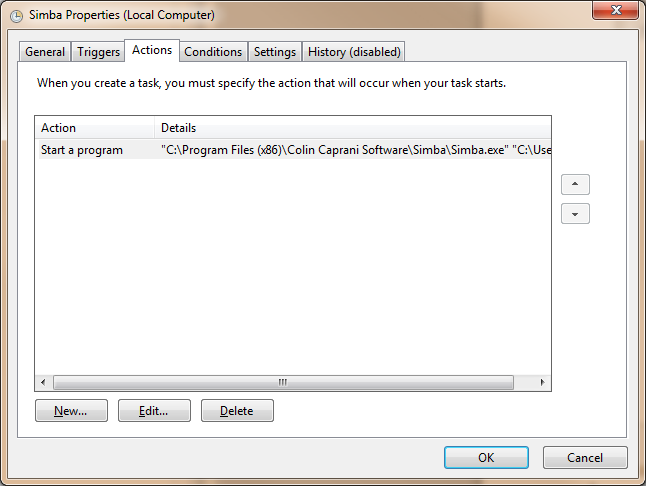 Simba Properties (Local Computer)
General Triggers Actions Conditions Settings History (disabled)
When you create a task, you must specify the action that will occur when your task starts.
Action Details
Start a program "C:\Program Files (x86)\Colin Caprani Software\Simba\Simba.exe" "C:\Use
New... Edit... Delete
OK Cancel